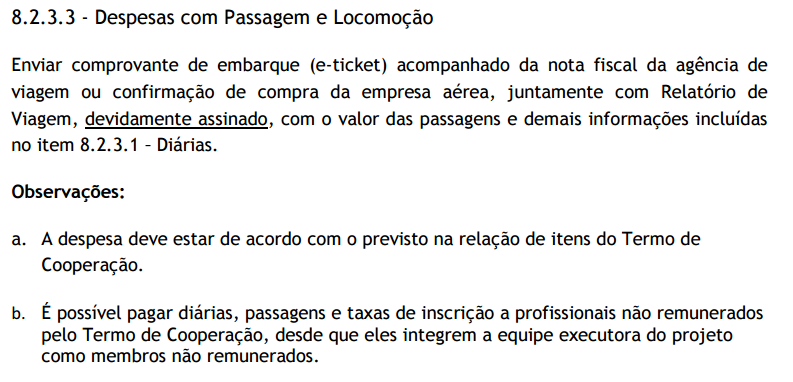 8.2.3.3 - Despesas com Passagem e Locomoção
Enviar comprovante de embarque (e-ticket) acompanhado da nota fiscal da agência de
viagem ou confirmação de compra da empresa aérea, juntamente com Relatório de
Viagem, devidamente assinado, com o valor das passagens e demais informações incluídas
no item 8.2.3.1 – Diárias.
Observações:
a. A despesa deve estar de acordo com o previsto na relação de itens do Termo de
Cooperação.
b. É possível pagar diárias, passagens e taxas de inscrição a profissionais não remunerados
pelo Termo de Cooperação, desde que eles integrem a equipe executora do projeto
como membros não remunerados.